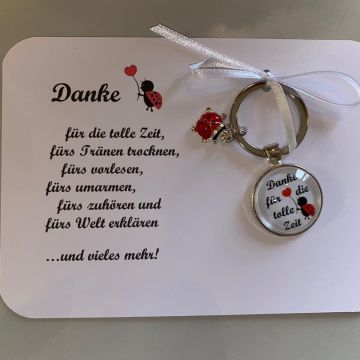 Danke
für die tolle Zeit,
fürs Tränen trocknen,
fürs vorlesen,
fürs umarmen,
fürs zuhören und
fürs Welt erklären
...und vieles mehr!
Danke
für die
tolle
Zeit